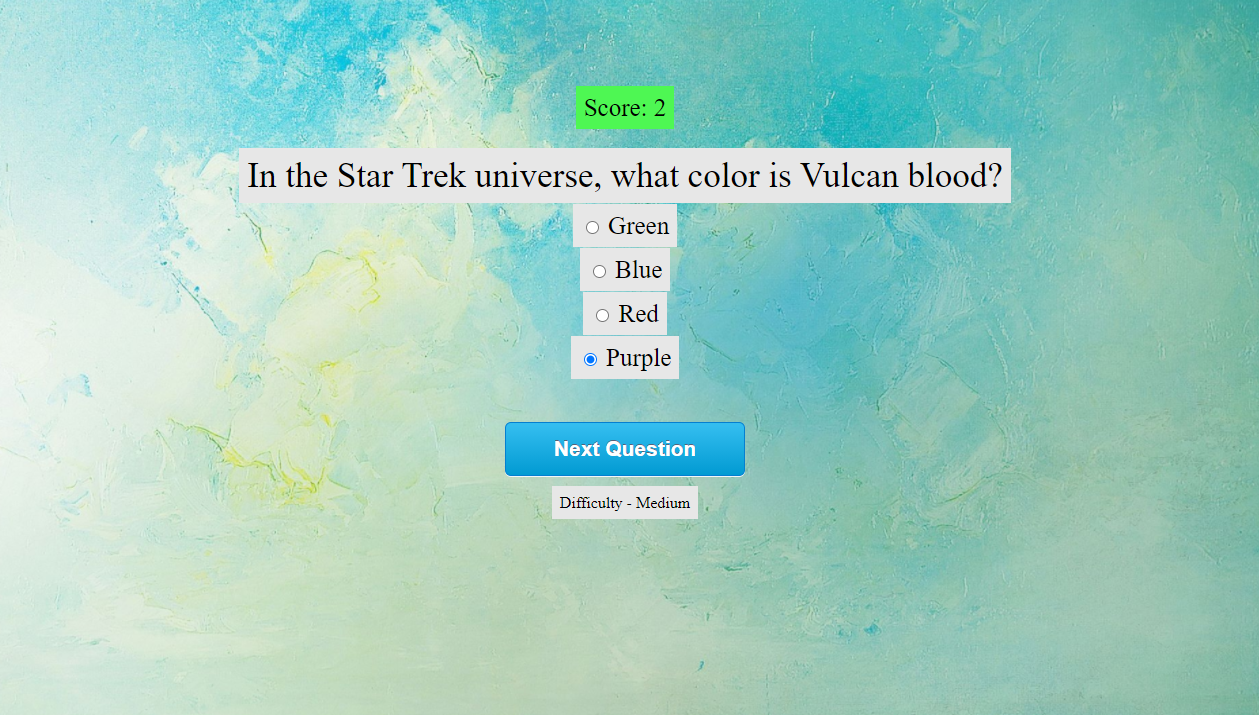 Score: 2
In the Star Trek universe, what color is Vulcan blood?
Green
Blue
Red
Purple
Next Question
Difficulty - Medium